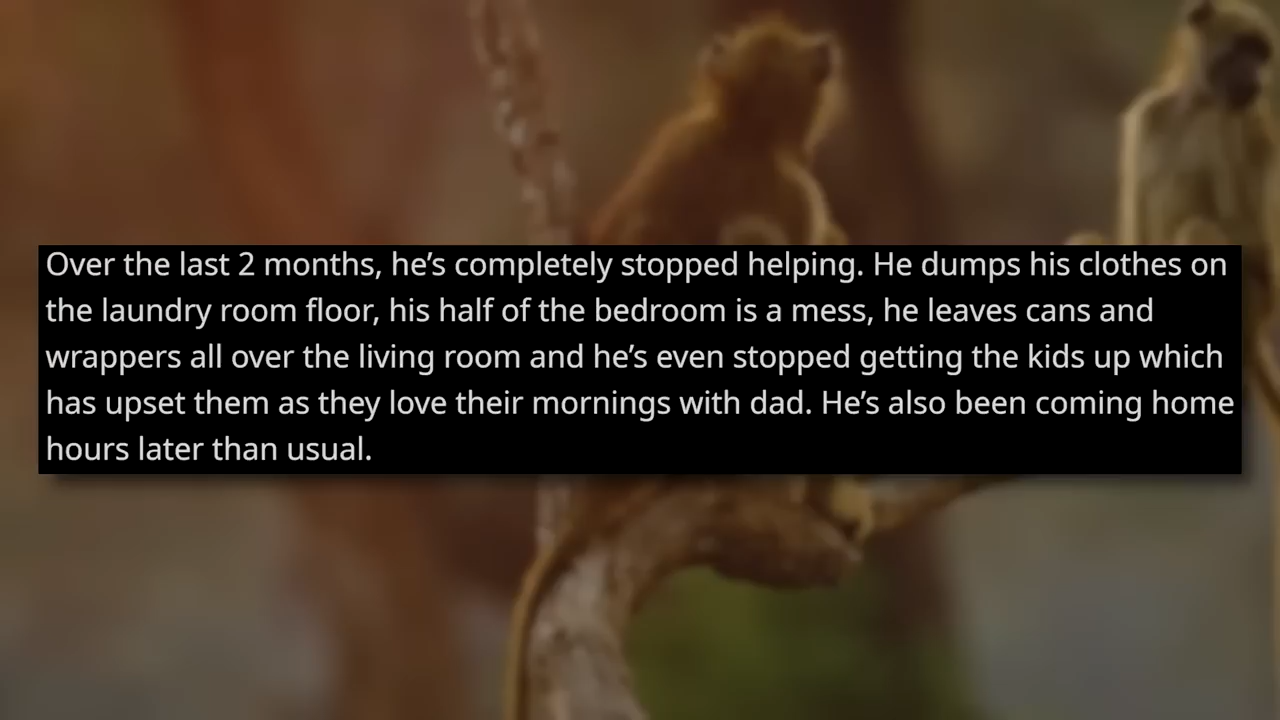 Over the last 2 months, he’s completely stopped helping. He dumps his clothes on
the laundry room floor, his half of the bedroom is a mess, he leaves cans and
wrappers all over the living room and he’s even stopped getting the kids up which
has upset them as they love their mornings with dad. He’s also been coming home
hours later than usual.